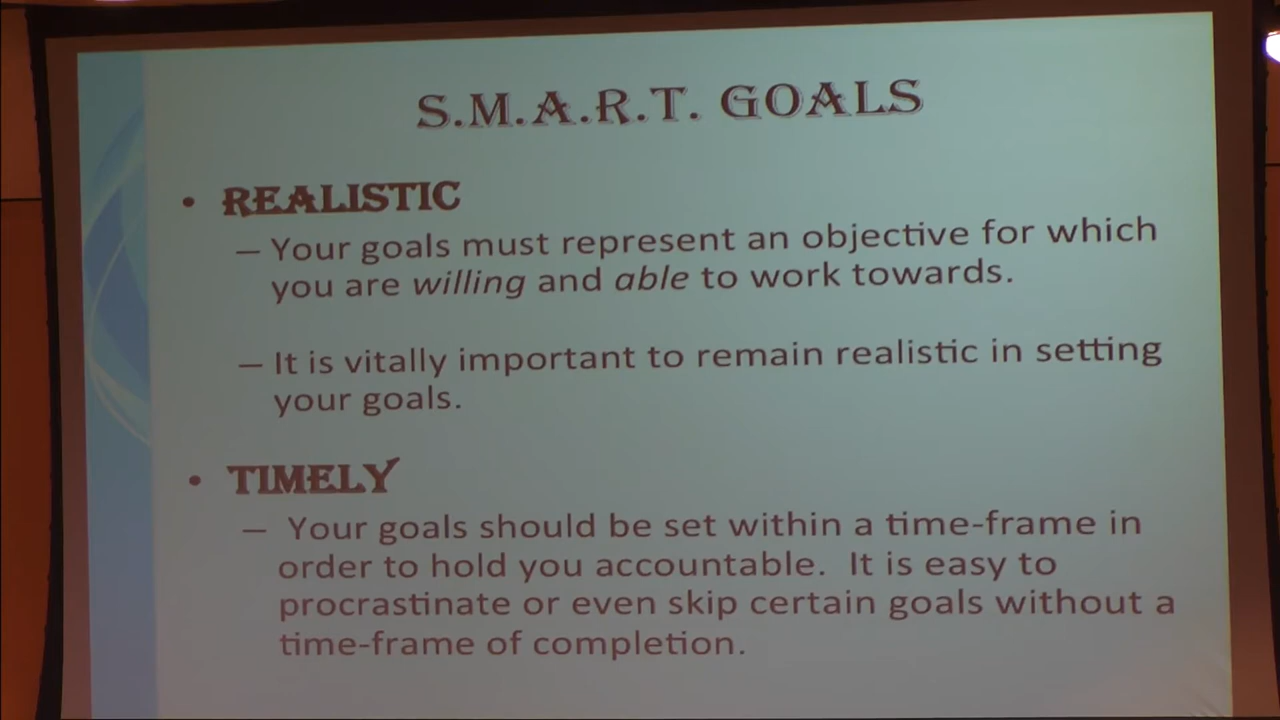 S.M.A.R.T. GOALS
• REALISTIC
– Your goals must represent an objective for which
you are willing and able to work towards.
– It is vitally important to remain realistic in setting
your goals.
• TIMELY
– Your goals should be set within a time-frame in
order to hold you accountable. It is easy to
procrastinate or even skip certain goals without a
time-frame of completion.